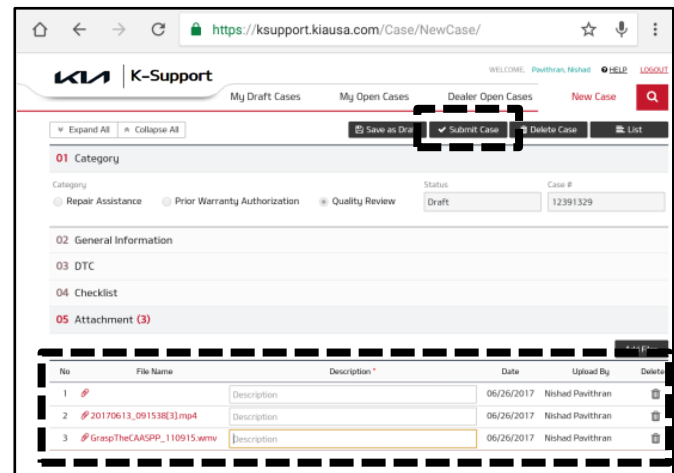 https://ksupport.kiausa.com/Case/NewCase/
KIA K-Support
WELCOME, Pavithran, Nishad HELP LOGOUT
My Draft Cases My Open Cases Dealer Open Cases New Case
Expand All Collapse All Save as Draft Submit Case Delete Case List
01 Category
Category Status Case #
Repair Assistance Prior Warranty Authorization Quality Review Draft 12391329
02 General Information
03 DTC
04 Checklist
05 Attachment (3)
No File Name Description * Date Upload By Delete
1 Description 06/26/2017 Nishad Pavithran
2 20170613_091538[3].mp4 Description 06/26/2017 Nishad Pavithran
3 GraspTheCAASPP_110915.wmv Description 06/26/2017 Nishad Pavithran